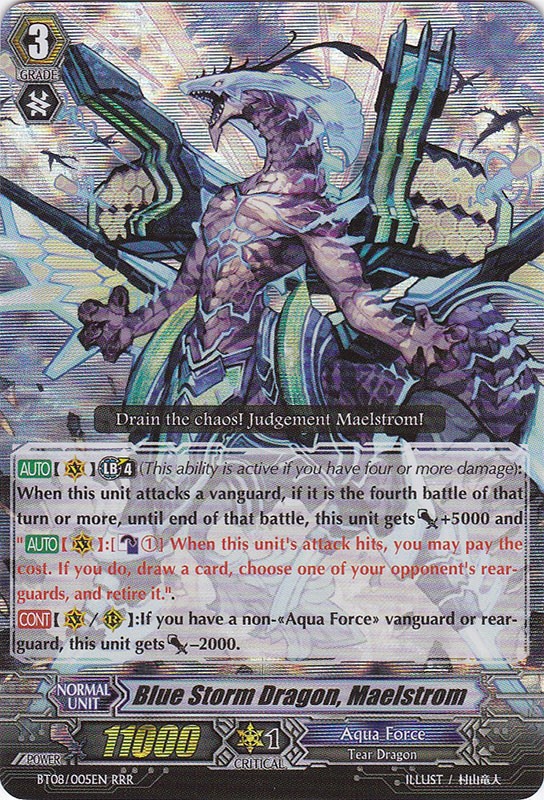 3
GRADE
Drain the chaos! Judgement Maelstrom!
AUTO【 】LB4 (This ability is active if you have four or more damage):
When this unit attacks a vanguard, if it is the fourth battle of that
turn or more, until end of that battle, this unit gets +5000 and
"AUTO【 】:[ ①] When this unit's attack hits, you may pay the
cost. If you do, draw a card, choose one of your opponent's rear-
guards, and retire it.".
CONT【 / 】:If you have a non-«Aqua Force» vanguard or rear-
guard, this unit gets −2000.
NORMAL
UNIT
Blue Storm Dragon, Maelstrom
POWER
11000
1
CRITICAL
Aqua Force
Tear Dragon
BT08/005EN RRR
ILLUST / 村山竜大